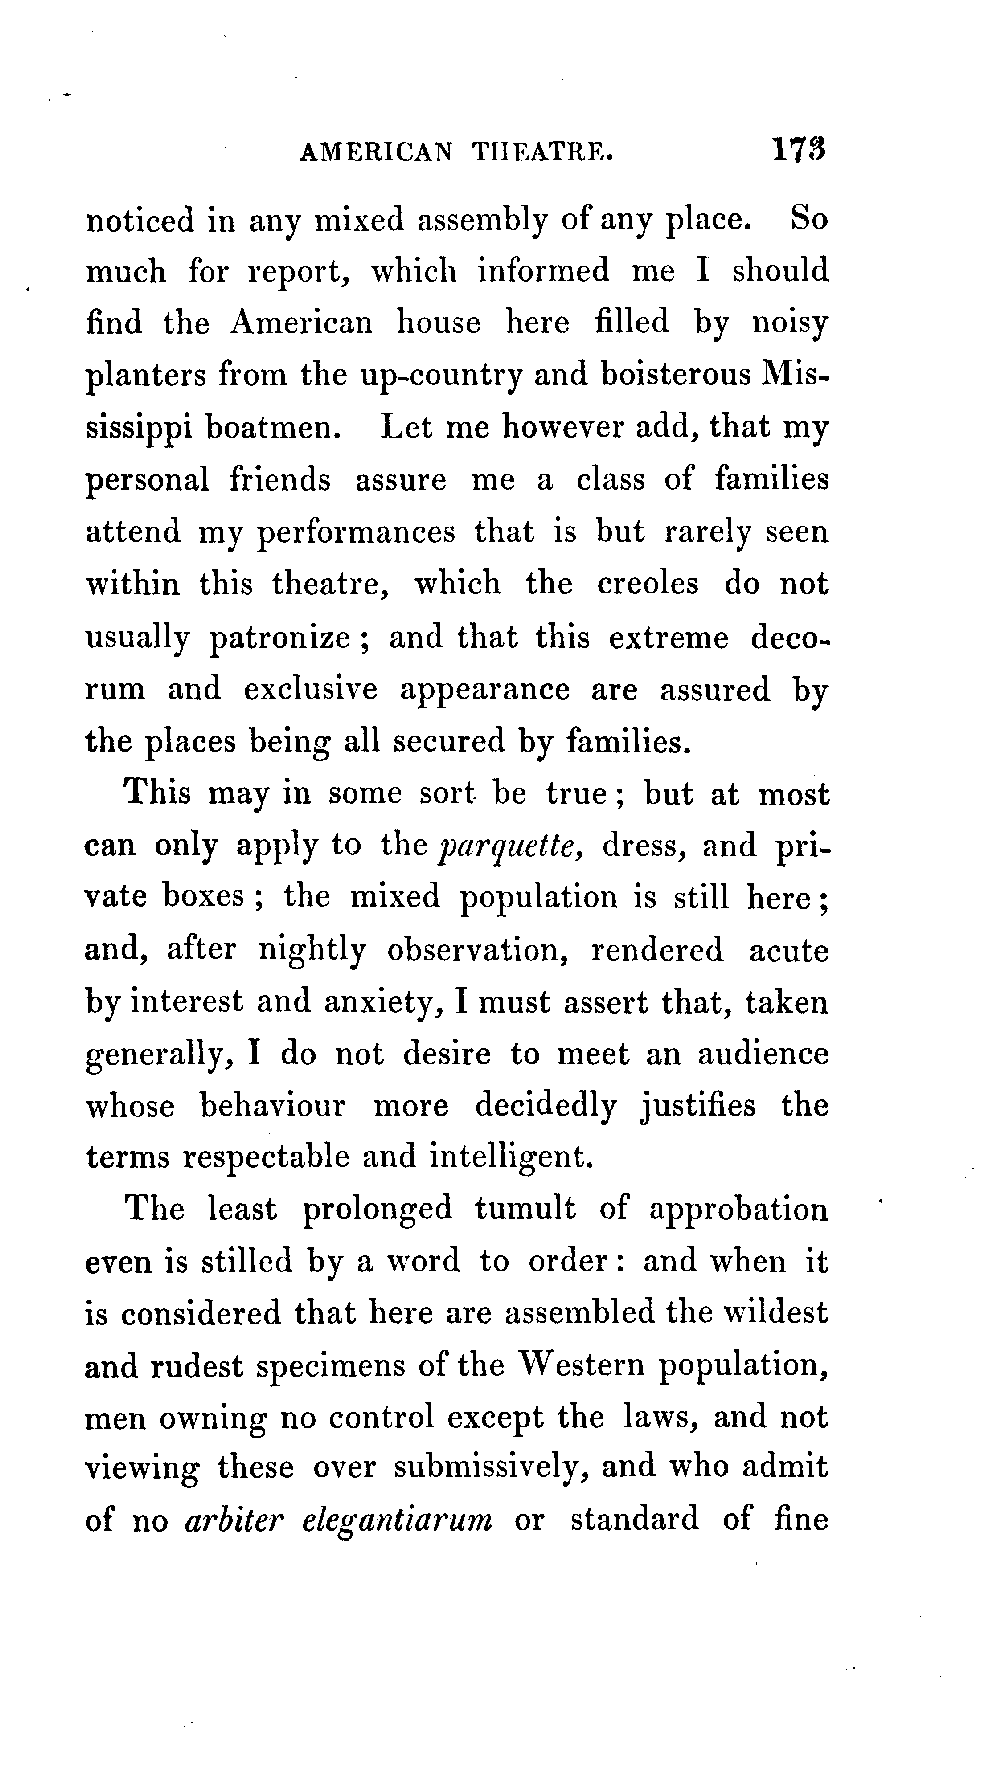 AMERICAN THEATRE. 173
noticed in any mixed assembly of any place. So
much for report, which informed me I should
find the American house here filled by noisy
planters from the up-country and boisterous Mis-
sissippi boatmen. Let me however add, that my
personal friends assure me a class of families
attend my performances that is but rarely seen
within this theatre, which the creoles do not
usually patronize ; and that this extreme deco-
rum and exclusive appearance are assured by
the places being all secured by families.
This may in some sort be true ; but at most
can only apply to the parquette, dress, and pri-
vate boxes ; the mixed population is still here ;
and, after nightly observation, rendered acute
by interest and anxiety, I must assert that, taken
generally, I do not desire to meet an audience
whose behaviour more decidedly justifies the
terms respectable and intelligent.
The least prolonged tumult of approbation
even is stilled by a word to order : and when it
is considered that here are assembled the wildest
and rudest specimens of the Western population,
men owning no control except the laws, and not
viewing these over submissively, and who admit
of no arbiter elegantiarum or standard of fine